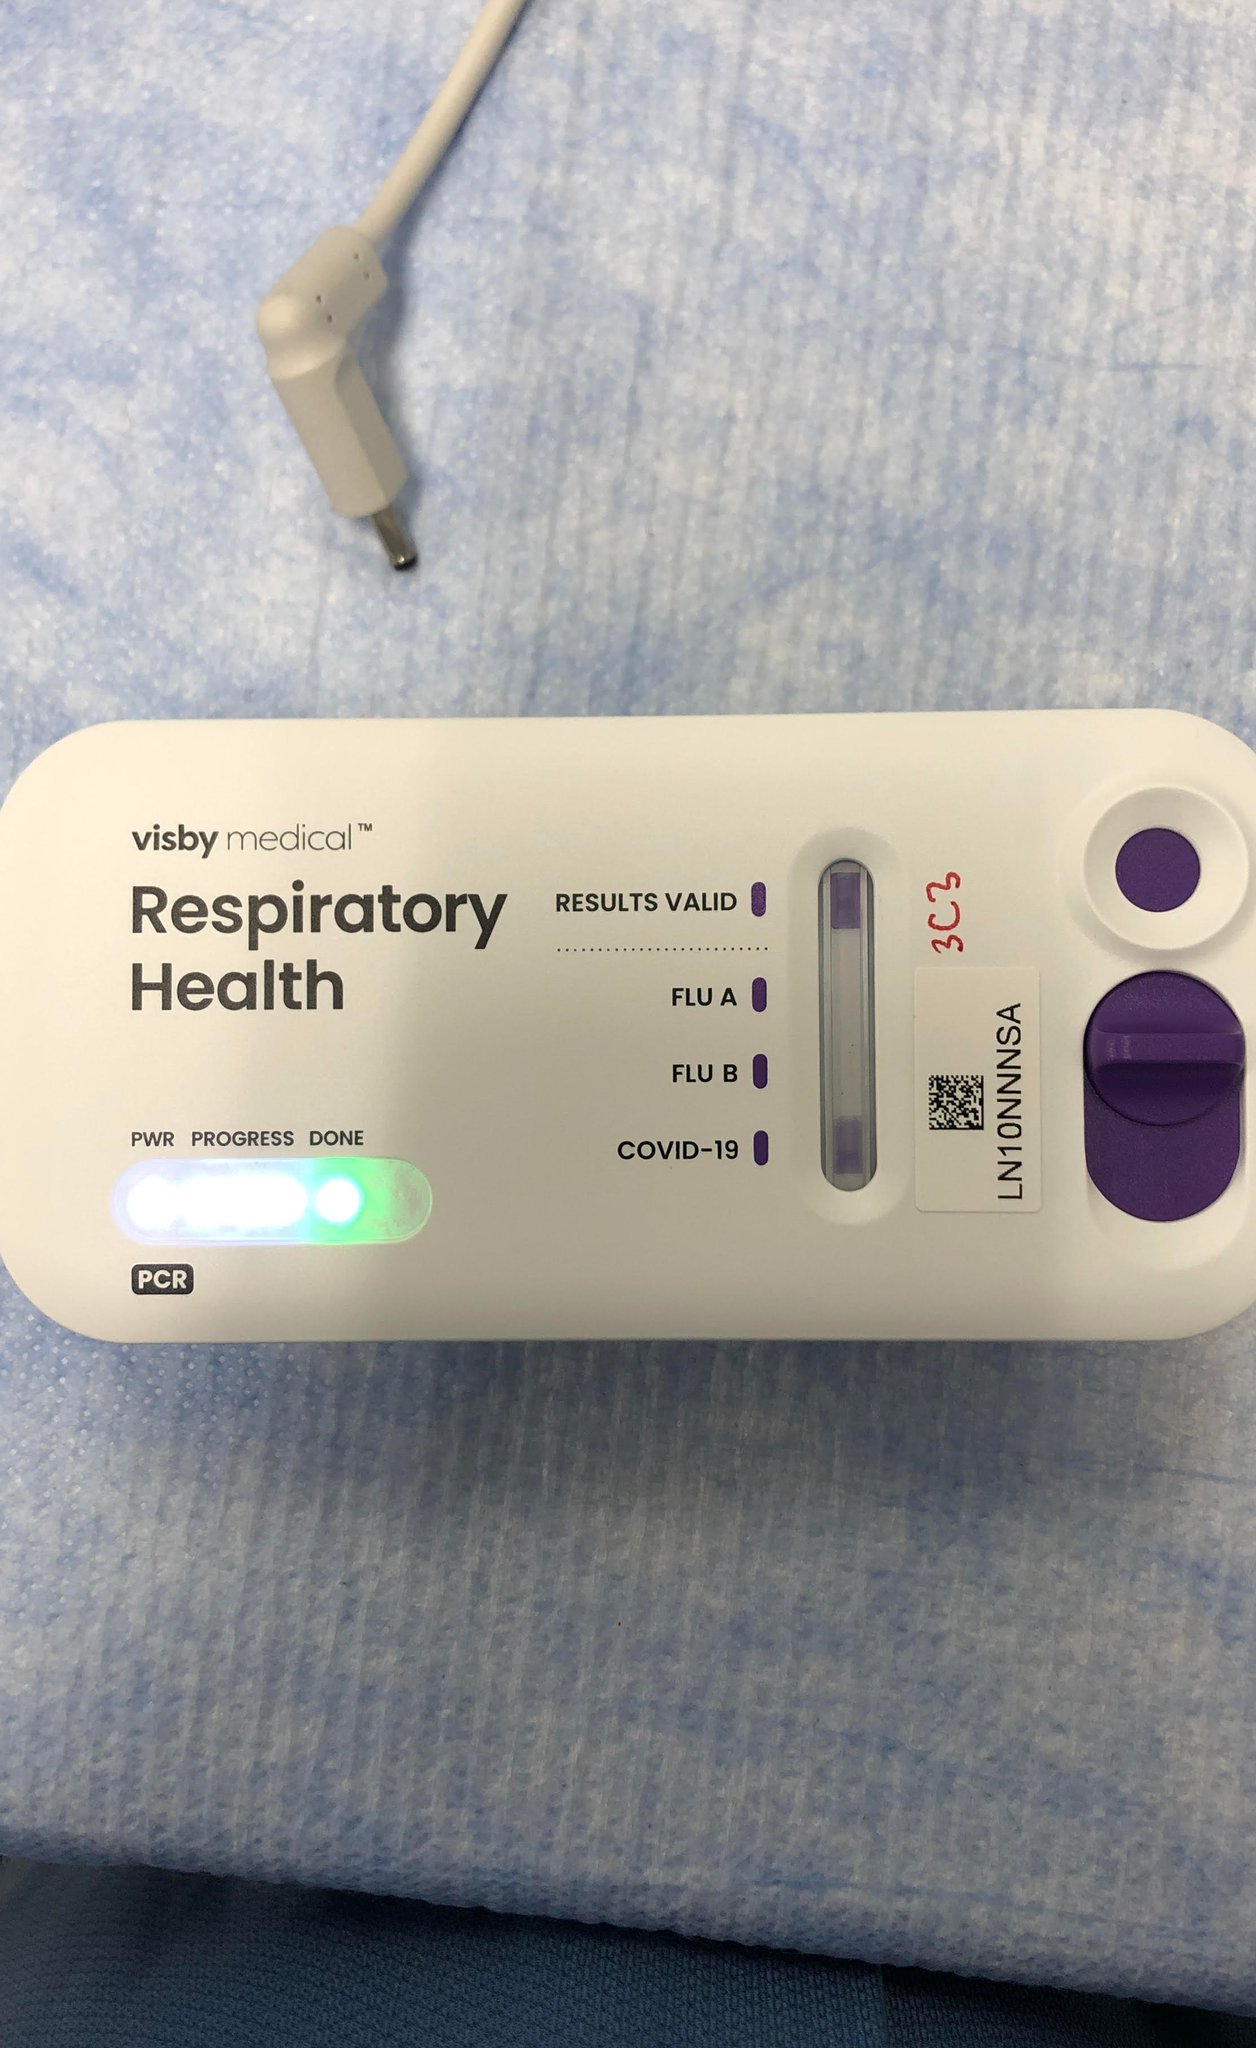 visby medical™
Respiratory
Health
RESULTS VALID
FLU A
FLU B
COVID-19
PWR PROGRESS DONE
PCR
3C3
LN10NNNSA